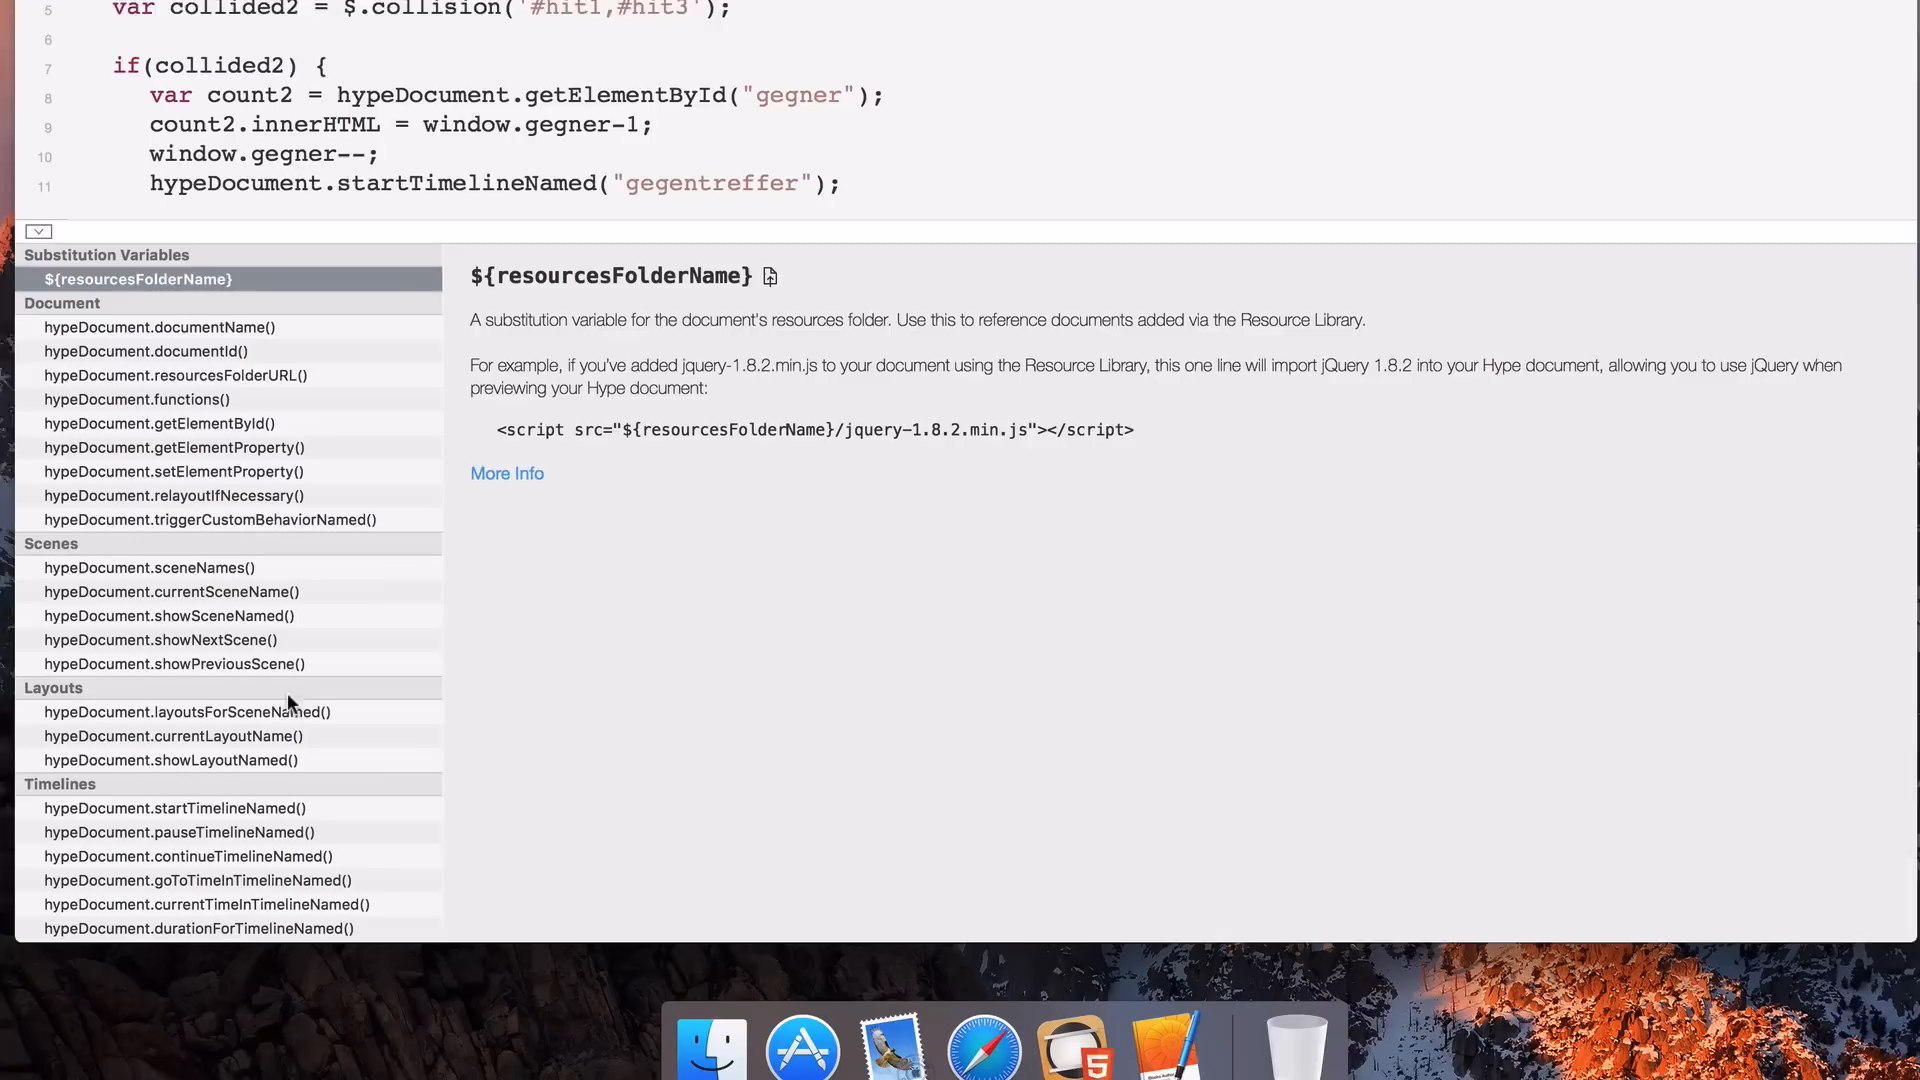 5 var collided2 = $.collision('#hit1,#hit3');
6
7 if(collided2) {
8 var count2 = hypeDocument.getElementById("gegner");
9 count2.innerHTML = window.gegner-1;
10 window.gegner--;
11 hypeDocument.startTimelineNamed("gegentreffer");
Substitution Variables
${resourcesFolderName}
Document
hypeDocument.documentName()
hypeDocument.documentId()
hypeDocument.resourcesFolderURL()
hypeDocument.functions()
hypeDocument.getElementById()
hypeDocument.getElementProperty()
hypeDocument.setElementProperty()
hypeDocument.relayoutIfNecessary()
hypeDocument.triggerCustomBehaviorNamed()
Scenes
hypeDocument.sceneNames()
hypeDocument.currentSceneName()
hypeDocument.showSceneNamed()
hypeDocument.showNextScene()
hypeDocument.showPreviousScene()
Layouts
hypeDocument.layoutsForSceneNamed()
hypeDocument.currentLayoutName()
hypeDocument.showLayoutNamed()
Timelines
hypeDocument.startTimelineNamed()
hypeDocument.pauseTimelineNamed()
hypeDocument.continueTimelineNamed()
hypeDocument.goToTimeInTimelineNamed()
hypeDocument.currentTimeInTimelineNamed()
hypeDocument.durationForTimelineNamed()
${resourcesFolderName}
A substitution variable for the document's resources folder. Use this to reference documents added via the Resource Library.
For example, if you've added jquery-1.8.2.min.js to your document using the Resource Library, this one line will import jQuery 1.8.2 into your Hype document, allowing you to use jQuery when
previewing your Hype document:
<script src="${resourcesFolderName}/jquery-1.8.2.min.js"></script>
More Info
5